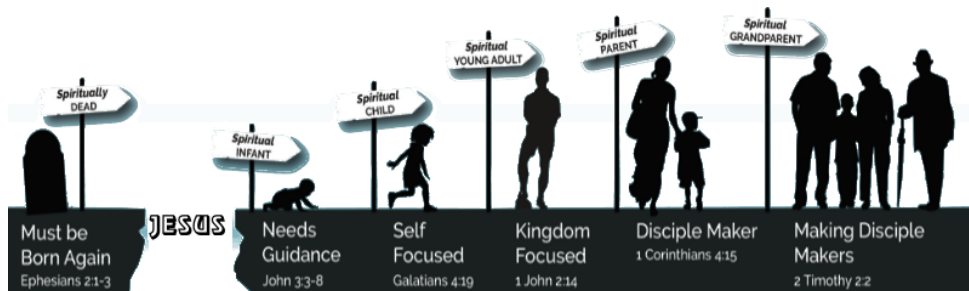 Spiritually
DEAD
Must be
Born Again
Ephesians 2:1-3
JESUS
Spiritual
INFANT
Needs
Guidance
John 3:3-8
Spiritual
CHILD
Self
Focused
Galatians 4:19
Spiritual
YOUNG ADULT
Kingdom
Focused
1 John 2:14
Spiritual
PARENT
Disciple Maker
1 Corinthians 4:15
Spiritual
GRANDPARENT
Making Disciple
Makers
2 Timothy 2:2